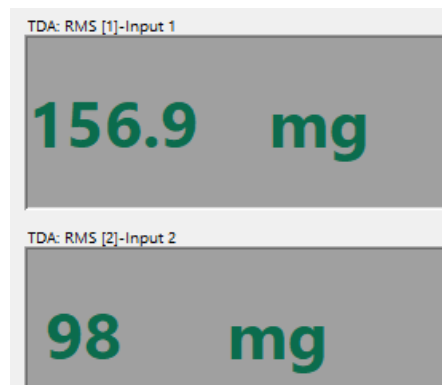 TDA: RMS [1]-Input 1
156.9 mg
TDA: RMS [2]-Input 2
98 mg